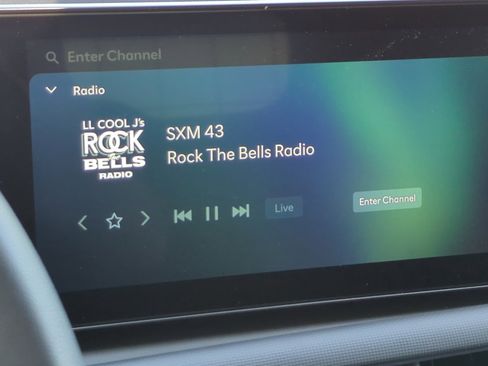 Enter Channel
Radio
LL COOL J's
ROCK
THE
BELLS
RADIO
SXM 43
Rock The Bells Radio
Live
Enter Channel